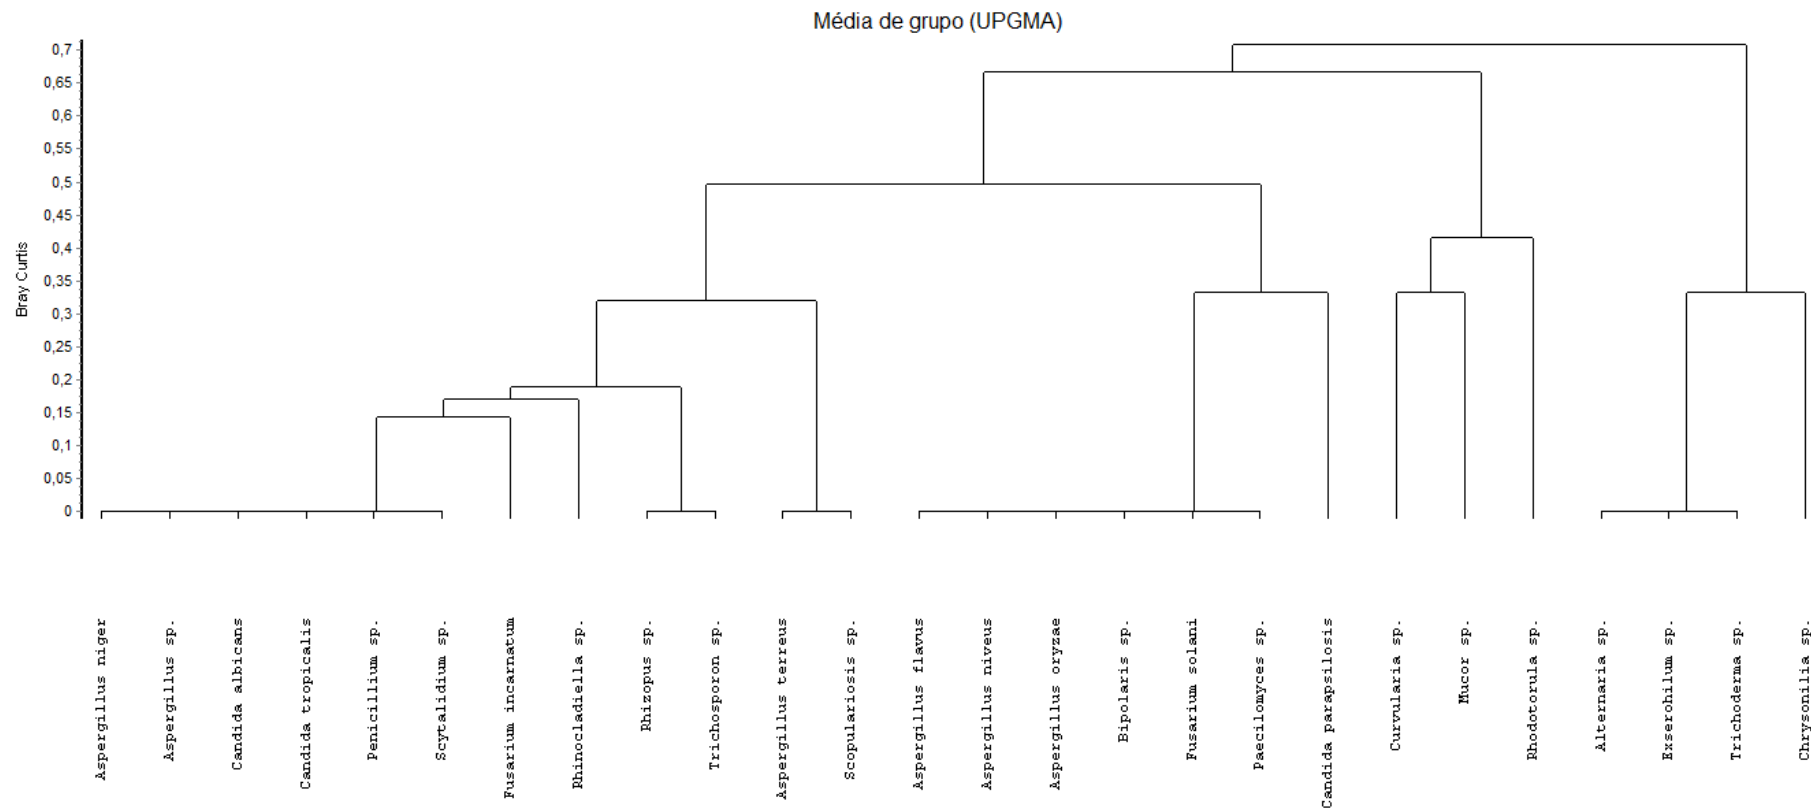 Média de grupo (UPGMA)
Bray Curtis
0,7
0,65
0,6
0,55
0,5
0,45
0,4
0,35
0,3
0,25
0,2
0,15
0,1
0,05
0
Aspergillus niger
Aspergillus sp.
Candida albicans
Candida tropicalis
Penicillium sp.
Scytalidium sp.
Fusarium incarnatum
Rhinocladiella sp.
Rhizopus sp.
Trichosporon sp.
Aspergillus terreus
Scopulariosis sp.
Aspergillus flavus
Aspergillus niveus
Aspergillus oryzae
Bipolaris sp.
Fusarium solani
Paecilomyces sp.
Candida parapsilosis
Curvularia sp.
Mucor sp.
Rhodotorula sp.
Alternaria sp.
Exserohilum sp.
Trichoderma sp.
Chrysonilia sp.